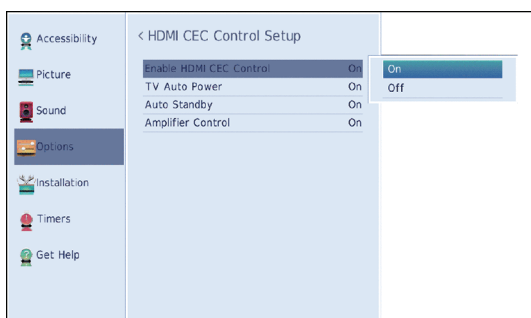 Accessibility
Picture
Sound
Options
Installation
Timers
Get Help
< HDMI CEC Control Setup
Enable HDMI CEC Control On
TV Auto Power On
Auto Standby On
Amplifier Control On
On
Off